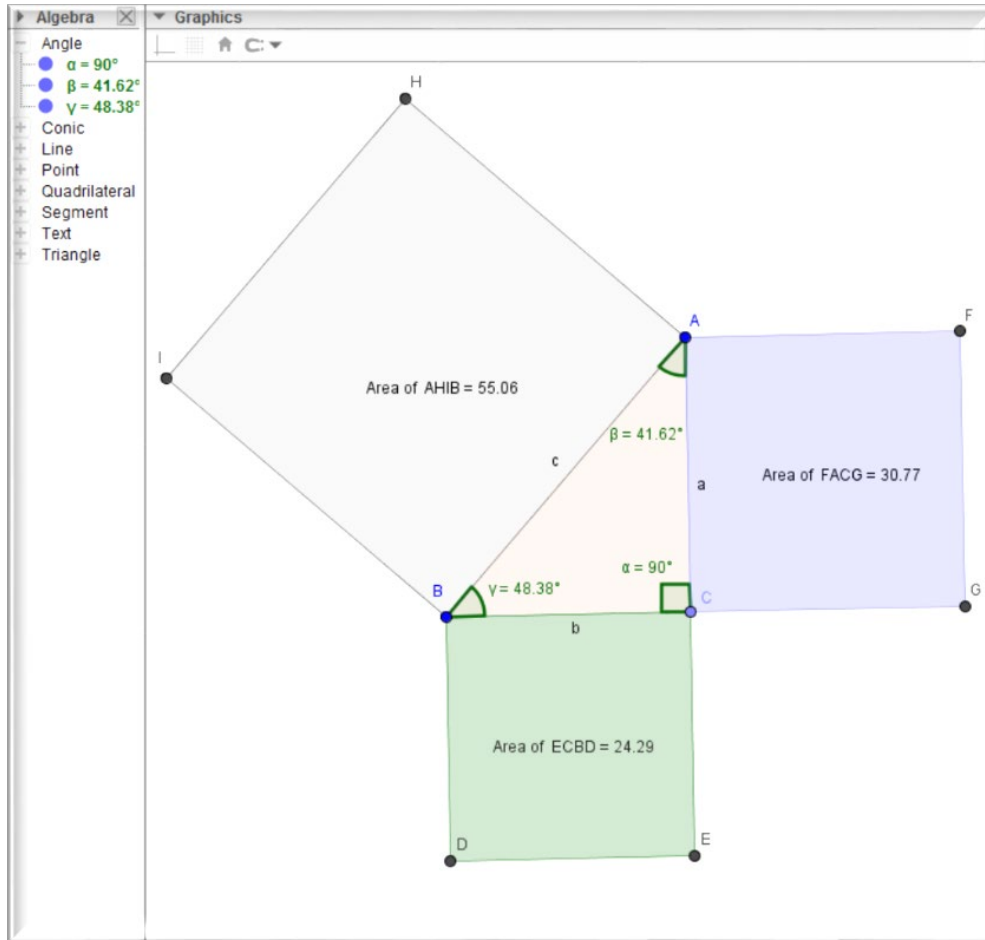 Algebra
Graphics
Angle
α = 90°
β = 41.62°
γ = 48.38°
Conic
Line
Point
Quadrilateral
Segment
Text
Triangle
H
A
F
I
Area of AHIB = 55.06
β = 41.62°
c
a
Area of FACG = 30.77
B
γ = 48.38°
α = 90°
C
G
b
Area of ECBD = 24.29
D
E